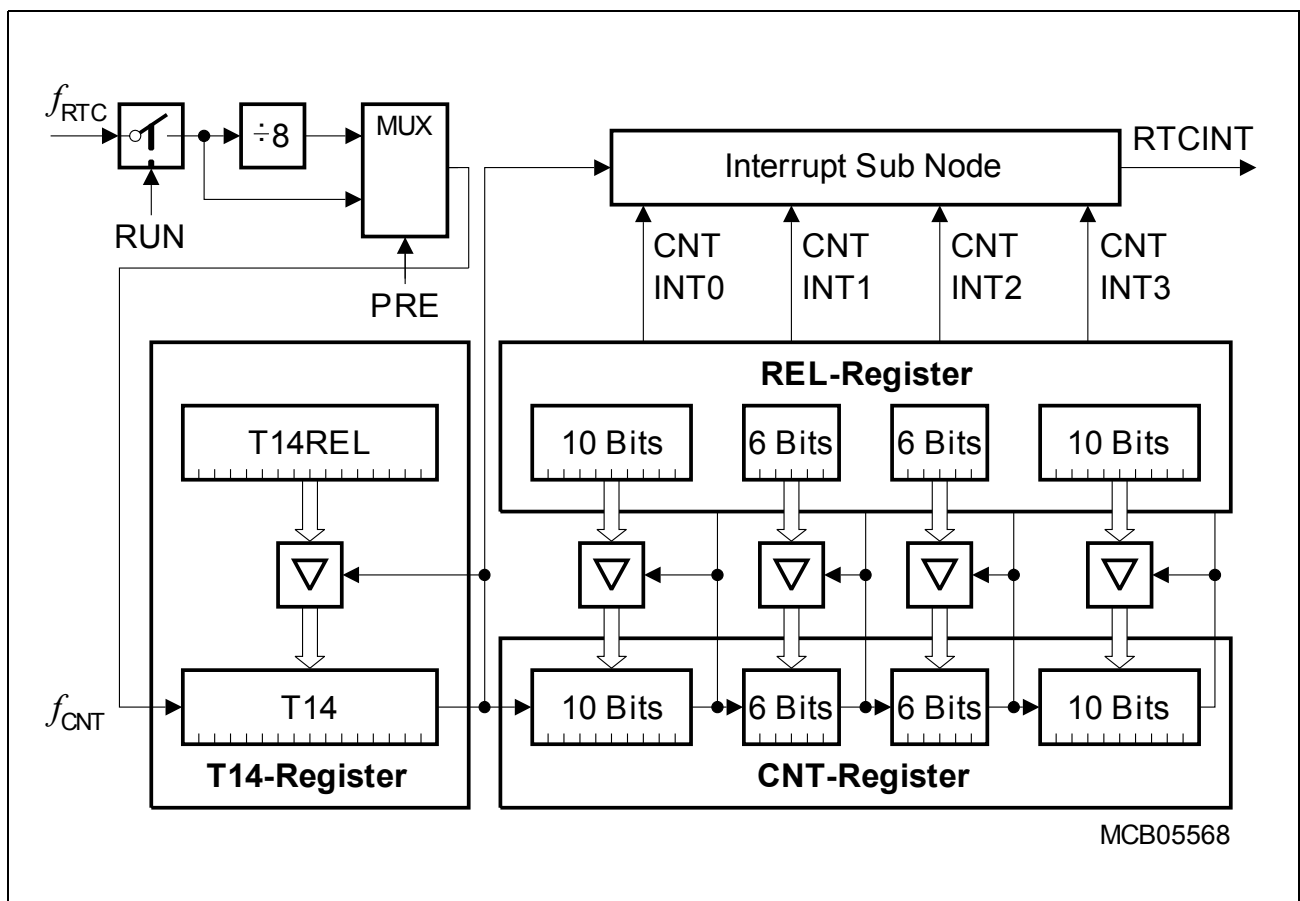 fRTC
÷8
MUX
RUN
PRE
Interrupt Sub Node
RTCINT
CNT INT0
CNT INT1
CNT INT2
CNT INT3
REL-Register
T14REL
10 Bits
6 Bits
6 Bits
10 Bits
fCNT
T14
10 Bits
6 Bits
6 Bits
10 Bits
T14-Register
CNT-Register
MCB05568